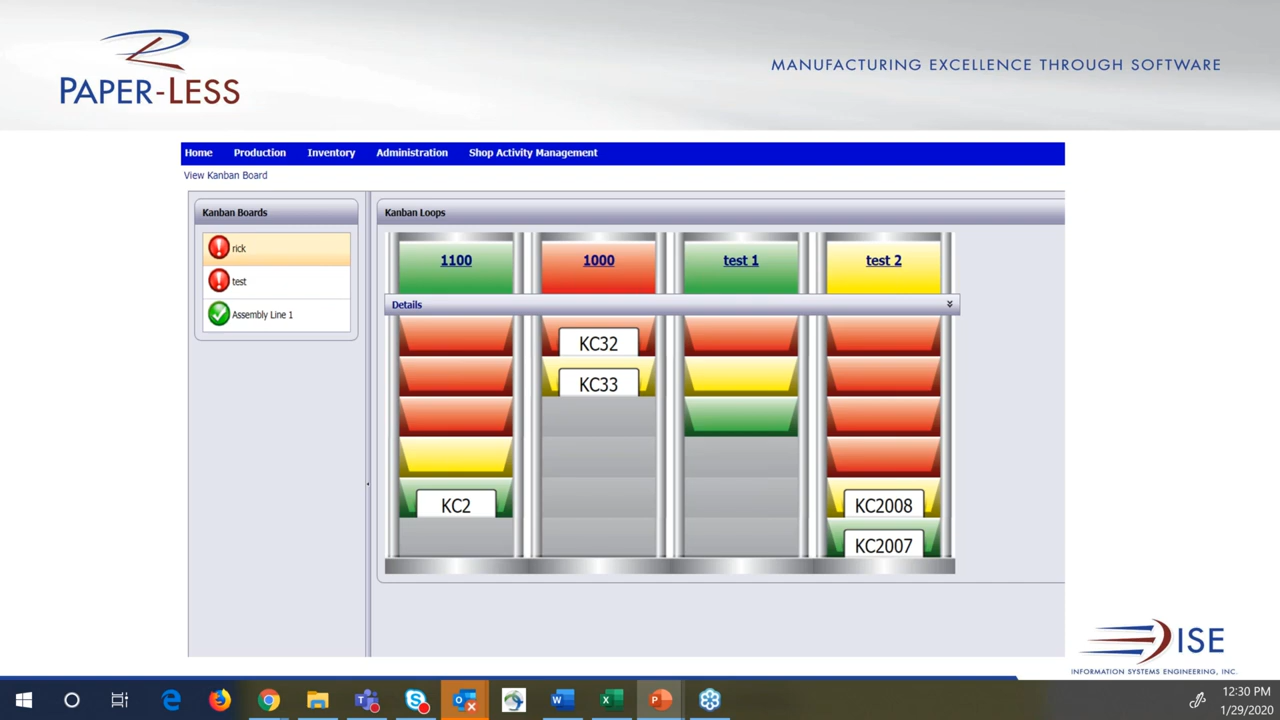 PAPER-LESS
MANUFACTURING EXCELLENCE THROUGH SOFTWARE
Home Production Inventory Administration Shop Activity Management
View Kanban Board
Kanban Boards
rick
test
Assembly Line 1
Kanban Loops
1100 1000 test 1 test 2
Details
KC32
KC33
KC2 KC2008
KC2007
ISE
INFORMATION SYSTEMS ENGINEERING, INC.
12:30 PM
1/29/2020